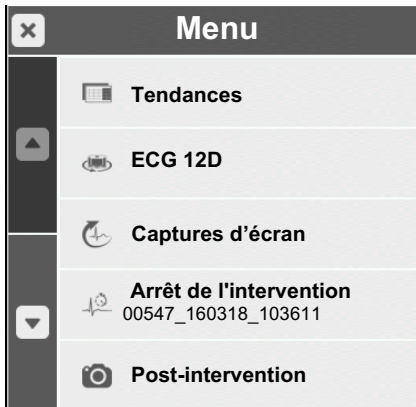 Menu
Tendances
ECG 12D
Captures d’écran
Arrêt de l'intervention
00547_160318_103611
Post-intervention